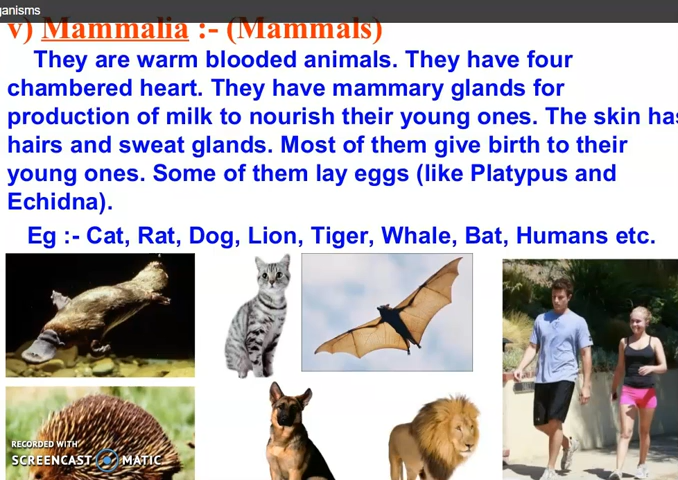 ganisms
v) Mammalia :- (Mammals)
They are warm blooded animals. They have four
chambered heart. They have mammary glands for
production of milk to nourish their young ones. The skin has
hairs and sweat glands. Most of them give birth to their
young ones. Some of them lay eggs (like Platypus and
Echidna).
Eg :- Cat, Rat, Dog, Lion, Tiger, Whale, Bat, Humans etc.
RECORDED WITH
SCREENCAST MATIC